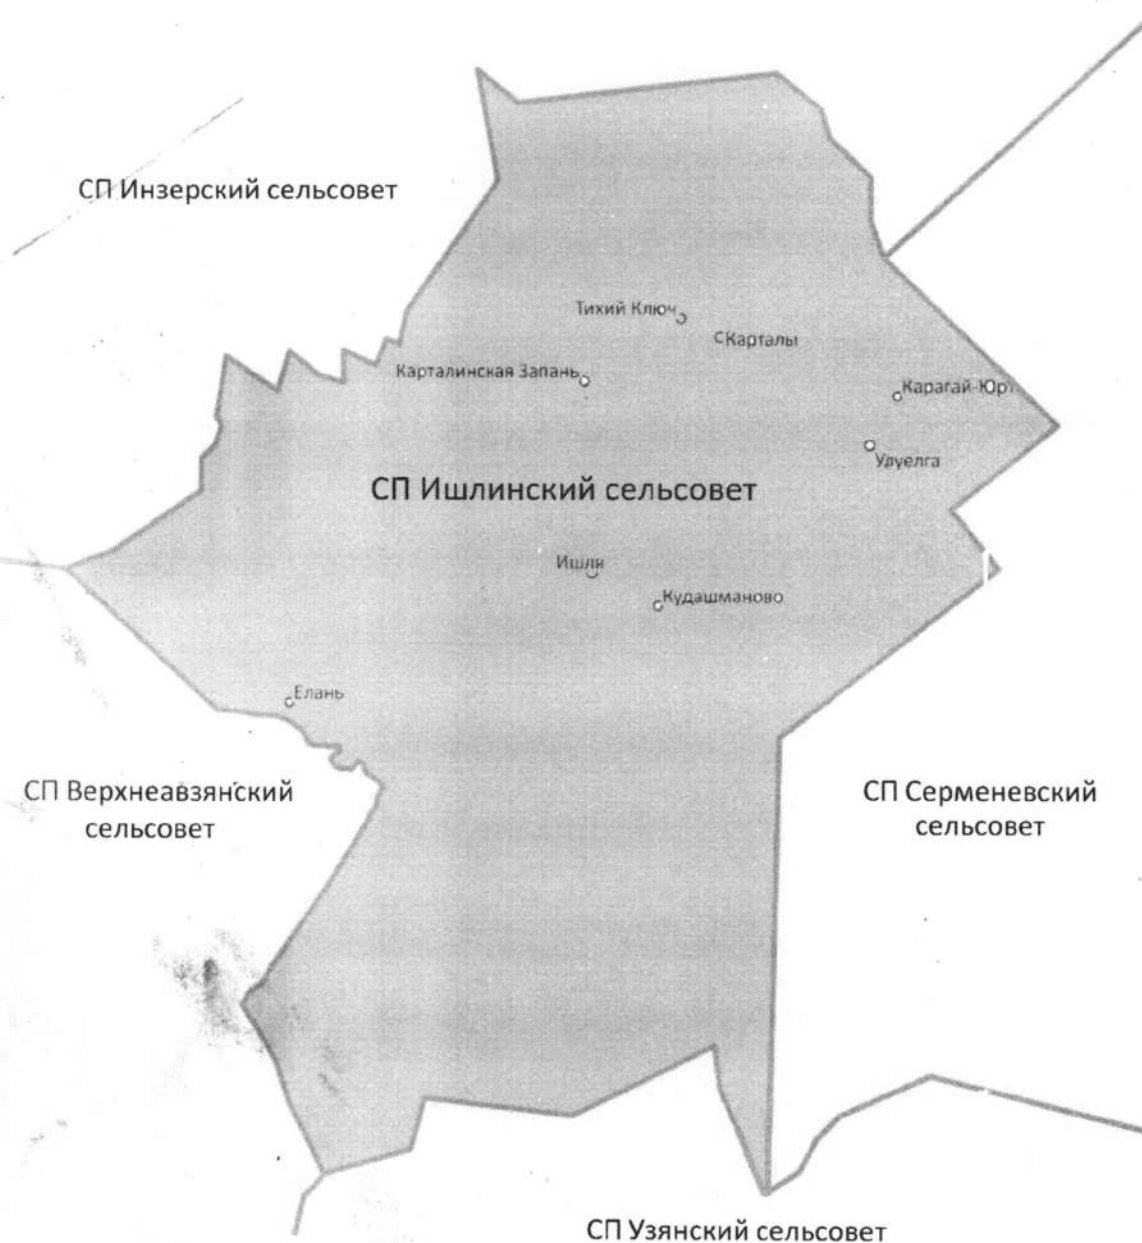 СП Инзерский сельсовет
Тихий Ключ
Карталы
Карталинская Запань
Карагай-Юрт
Улуелга
СП Ишлинский сельсовет
Ишля
Кудашманово
Елань
СП Верхнеавзянский
сельсовет
СП Серменевский
сельсовет
СП Узянский сельсовет